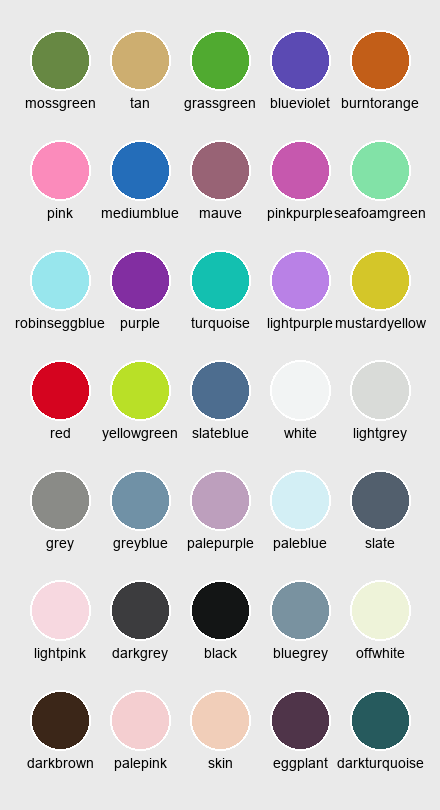 mossgreen tan grassgreen blueviolet burntorange
pink mediumblue mauve pinkpurple seafoamgreen
robinseggblue purple turquoise lightpurple mustardyellow
red yellowgreen slateblue white lightgrey
grey greyblue palepurple paleblue slate
lightpink darkgrey black bluegrey offwhite
darkbrown palepink skin eggplant darkturquoise